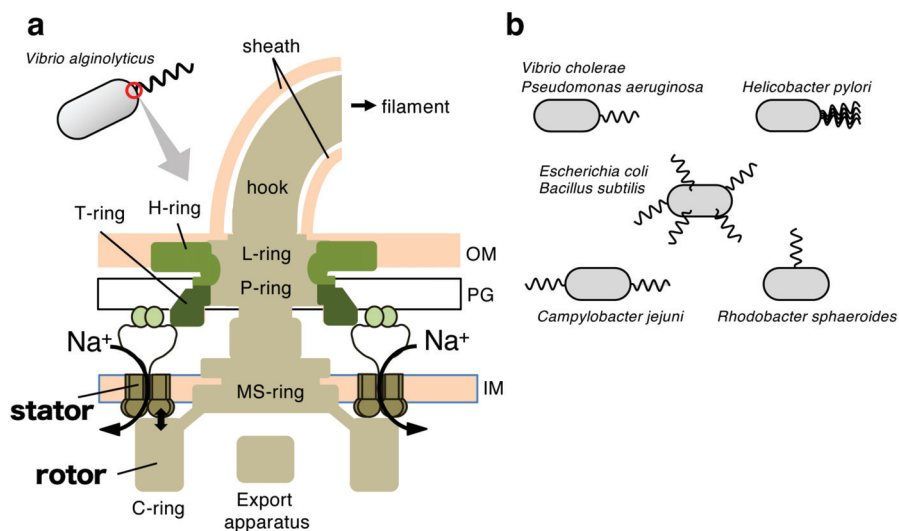 a
Vibrio alginolyticus
sheath
filament
hook
T-ring
H-ring
L-ring
OM
P-ring
PG
Na+
Na+
MS-ring
IM
stator
rotor
C-ring
Export
apparatus
b
Vibrio cholerae
Pseudomonas aeruginosa
Helicobacter pylori
Escherichia coli
Bacillus subtilis
Campylobacter jejuni
Rhodobacter sphaeroides